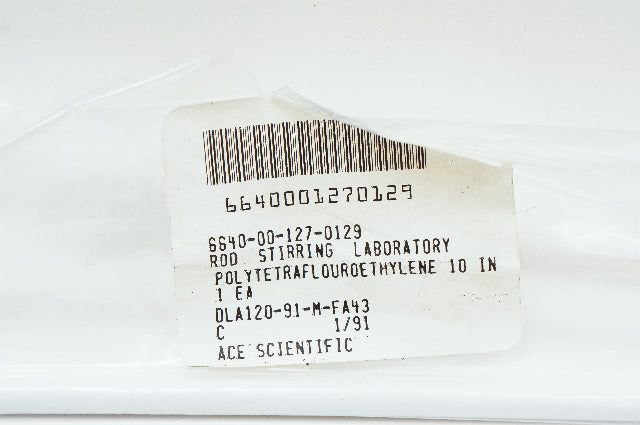 6640001270129
6640-00-127-0129
ROD STIRRING LABORATORY
POLYTETRAFLOUROETHYLENE 10 IN
1 EA
DLA120-91-M-FA43
C 1/91
ACE SCIENTIFIC